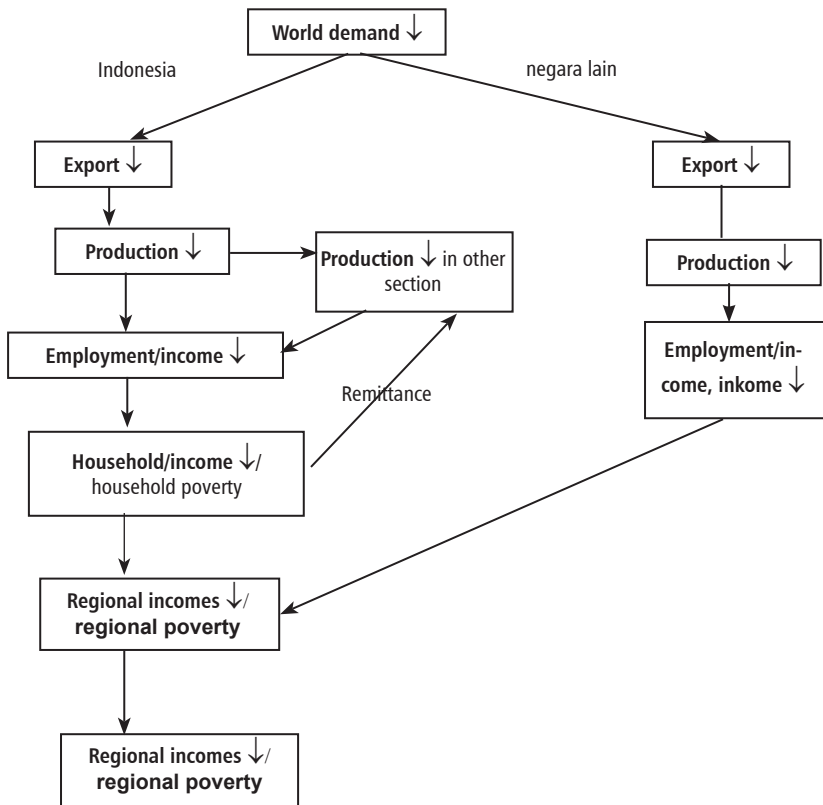 World demand ↓
Indonesia
negara lain
Export ↓
Export ↓
Production ↓
Production ↓ in other
section
Production ↓
Employment/income ↓
Employment/in-
come, inkome ↓
Remittance
Household/income ↓/
household poverty
Regional incomes ↓/
regional poverty
Regional incomes ↓/
regional poverty